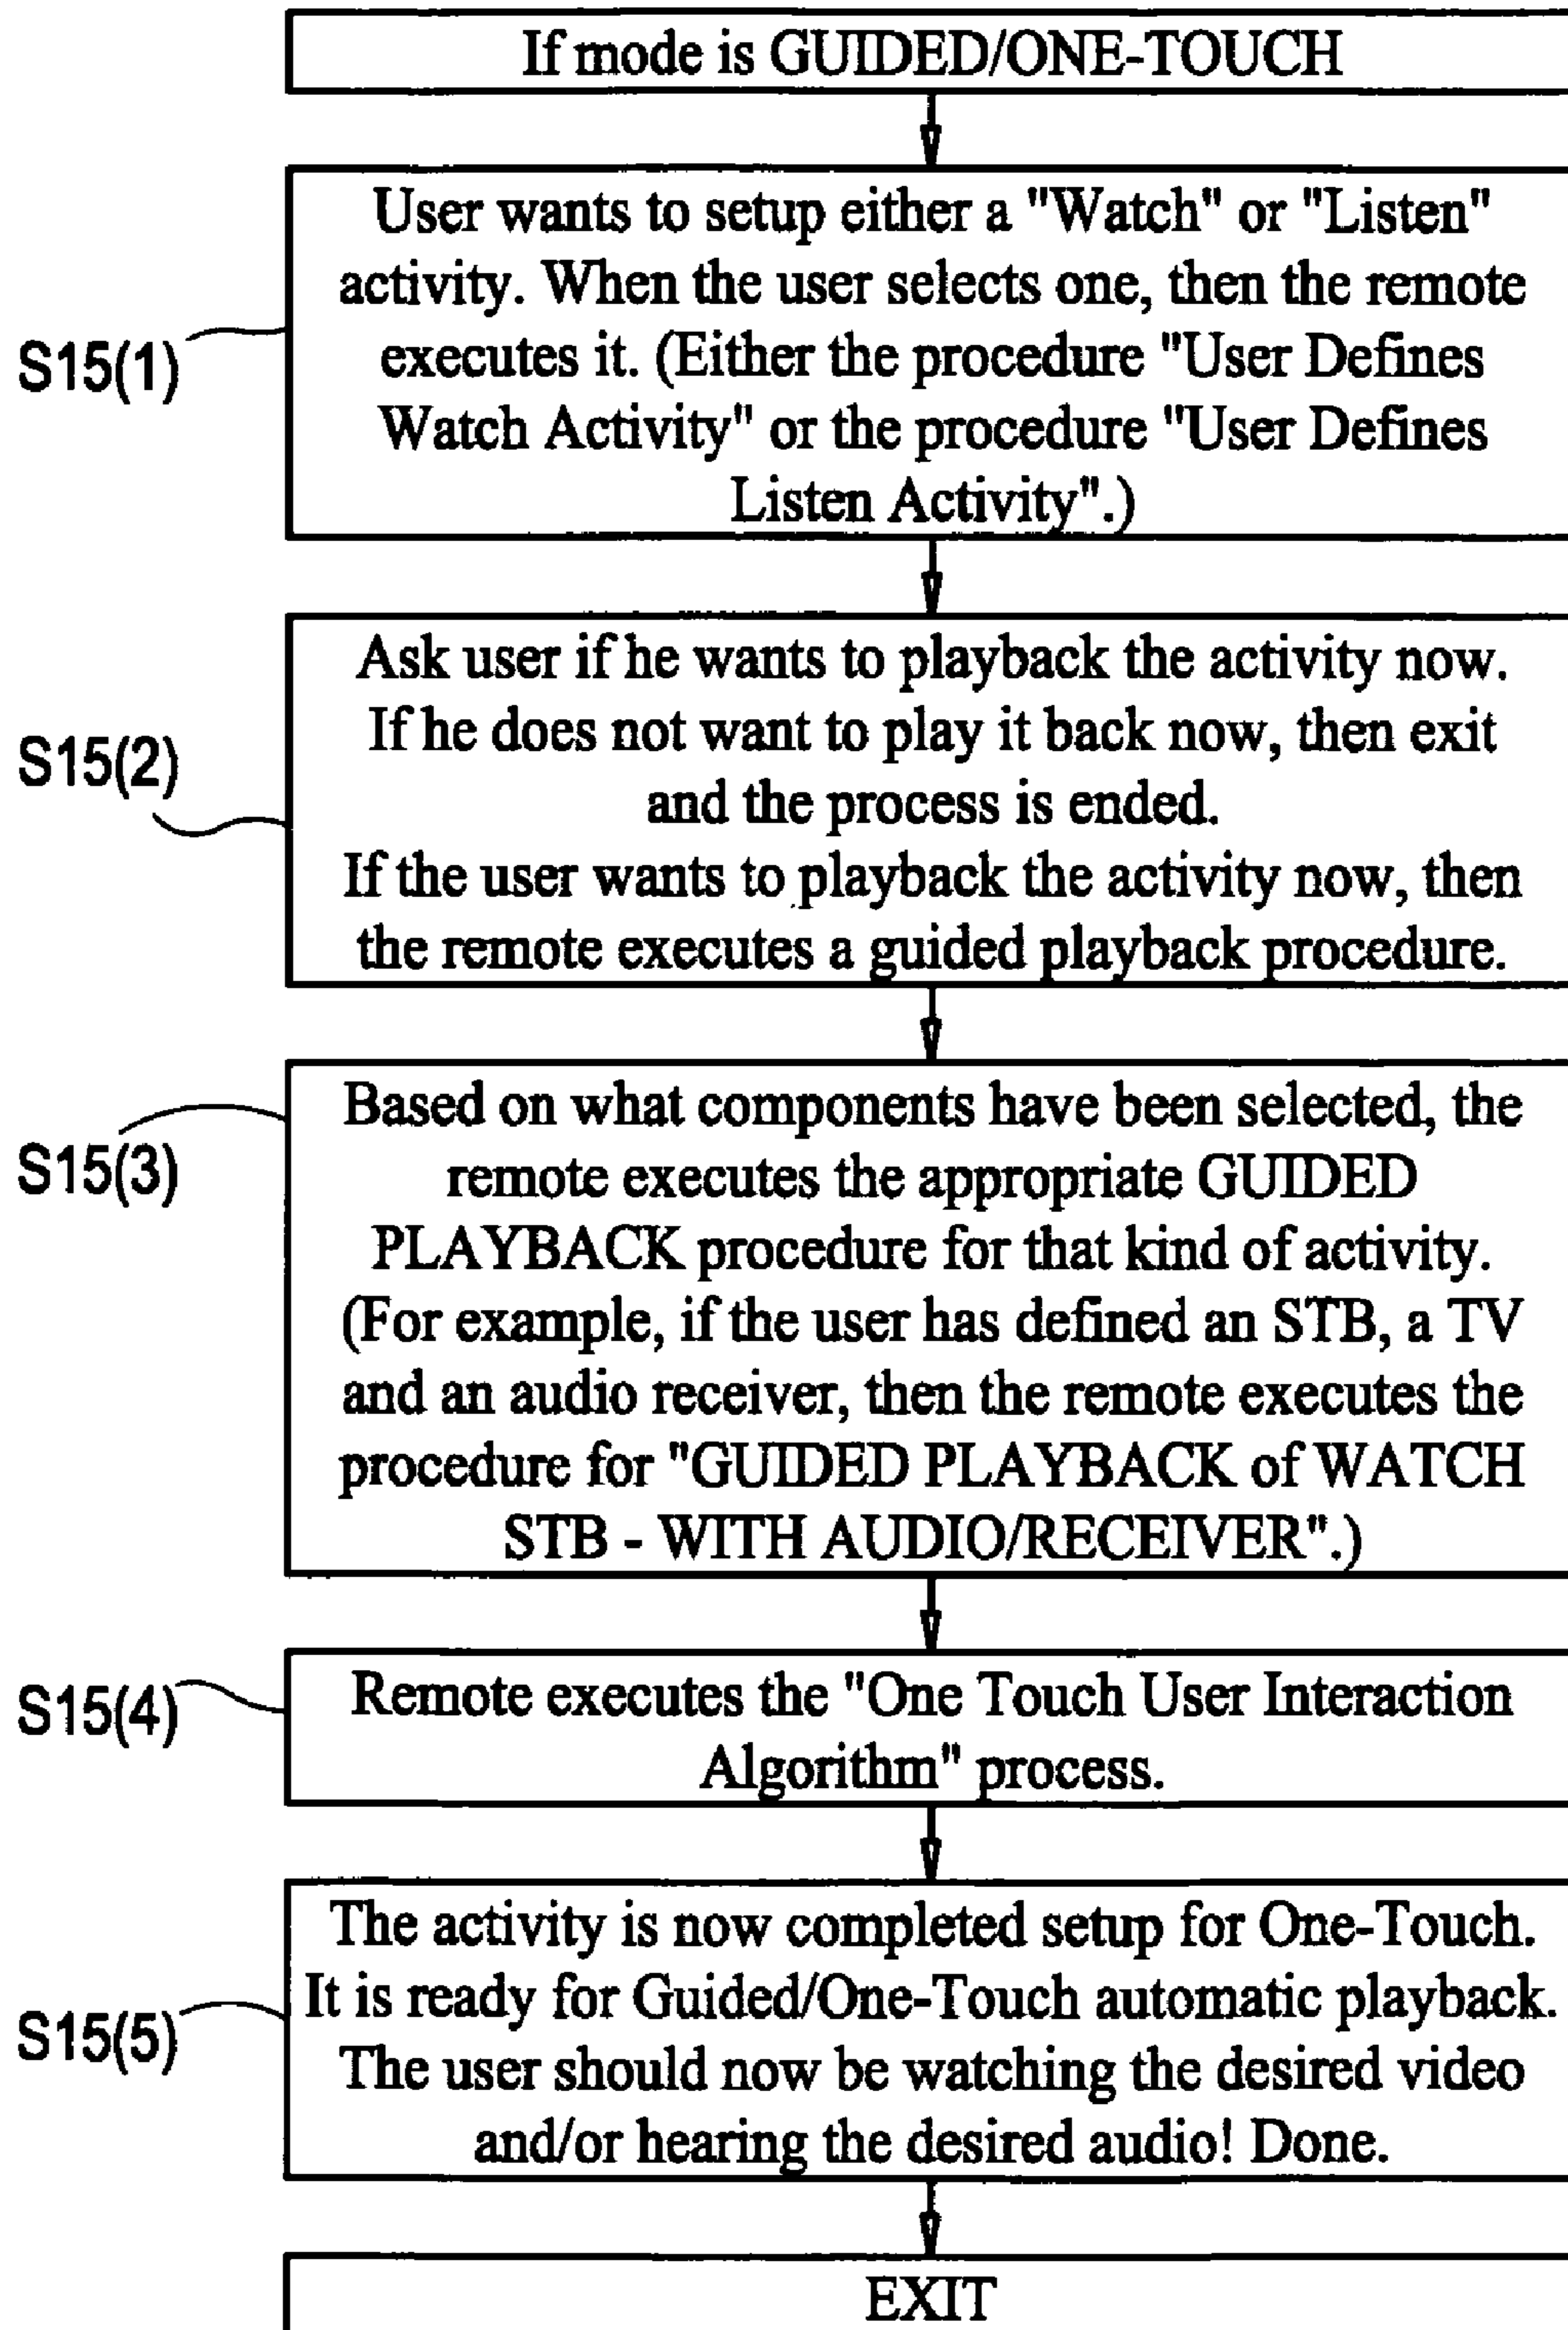 If mode is GUIDED/ONE-TOUCH
S15(1)
User wants to setup either a "Watch" or "Listen"
activity. When the user selects one, then the remote
executes it. (Either the procedure "User Defines
Watch Activity" or the procedure "User Defines
Listen Activity".)
S15(2)
Ask user if he wants to playback the activity now.
If he does not want to play it back now, then exit
and the process is ended.
If the user wants to playback the activity now, then
the remote executes a guided playback procedure.
S15(3)
Based on what components have been selected, the
remote executes the appropriate GUIDED
PLAYBACK procedure for that kind of activity.
(For example, if the user has defined an STB, a TV
and an audio receiver, then the remote executes the
procedure for "GUIDED PLAYBACK of WATCH
STB - WITH AUDIO/RECEIVER".)
S15(4)
Remote executes the "One Touch User Interaction
Algorithm" process.
S15(5)
The activity is now completed setup for One-Touch.
It is ready for Guided/One-Touch automatic playback.
The user should now be watching the desired video
and/or hearing the desired audio! Done.
EXIT